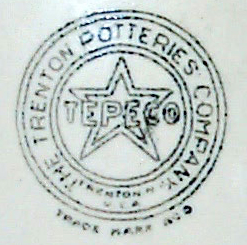 THE TRENTON POTTERIES COMPANY
TEPECO
TRENTON N.J.
U.S.A.
TRADE MARK REG